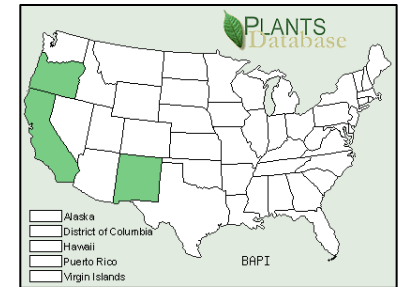 PLANTS
Database
Alaska
District of Columbia
Hawaii
Puerto Rico
Virgin Islands
BAPI